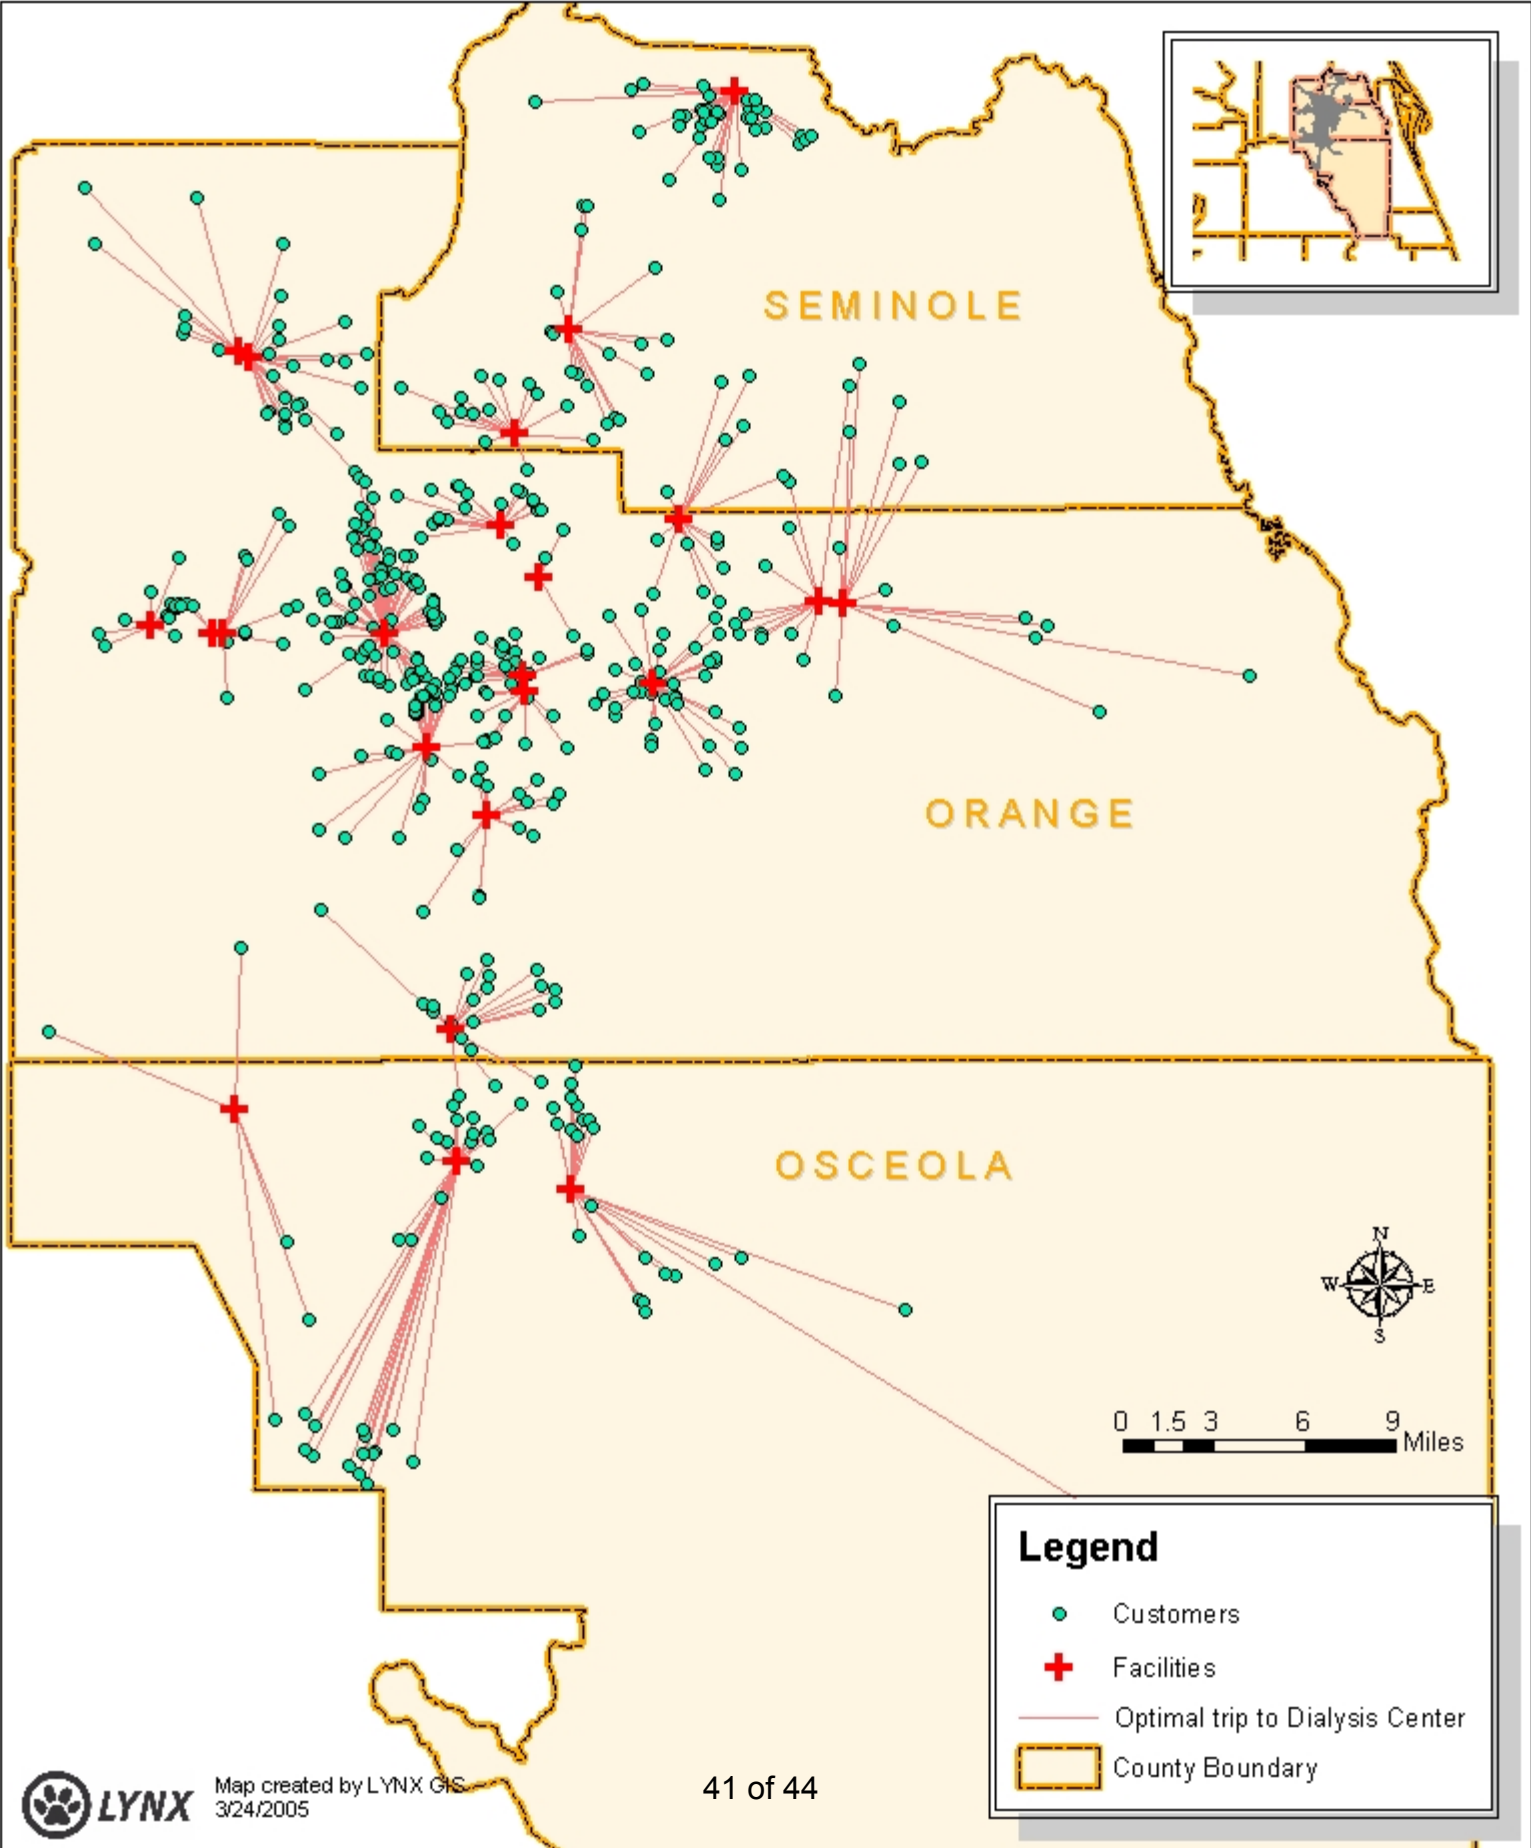 SEMINOLE
ORANGE
OSCEOLA
N
W E
S
0 1.5 3 6 9
Miles
Legend
Customers
Facilities
Optimal trip to Dialysis Center
County Boundary
LYNX
Map created by LYNX GIS
3/24/2005
41 of 44